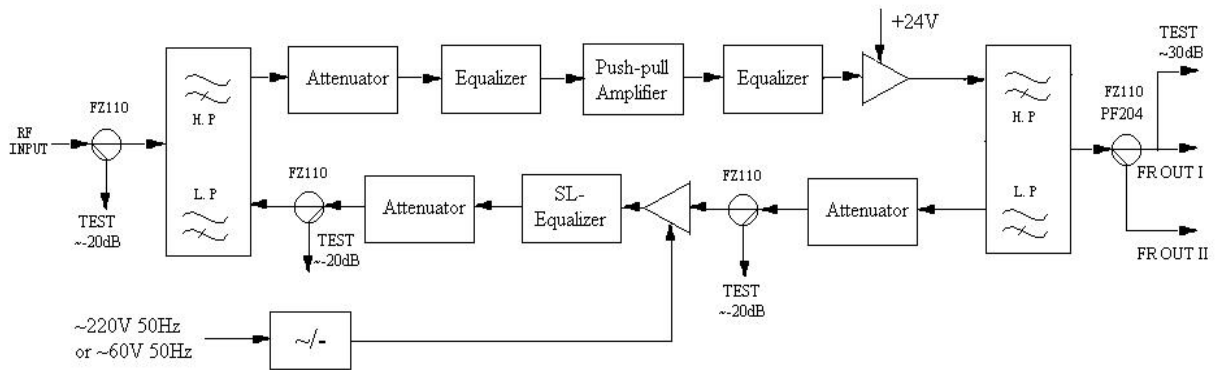 +24V
TEST
~30dB
Attenuator
Equalizer
Push-pull
Amplifier
Equalizer
FZ110
PF204
FZ110
H.P
H.P
RF
INPUT
FR OUT I
FZ110
L.P
SL-
Equalizer
FZ110
L.P
Attenuator
Attenuator
TEST
~-20dB
TEST
~-20dB
FR OUT II
TEST
~-20dB
~220V 50Hz
or ~60V 50Hz
~/-